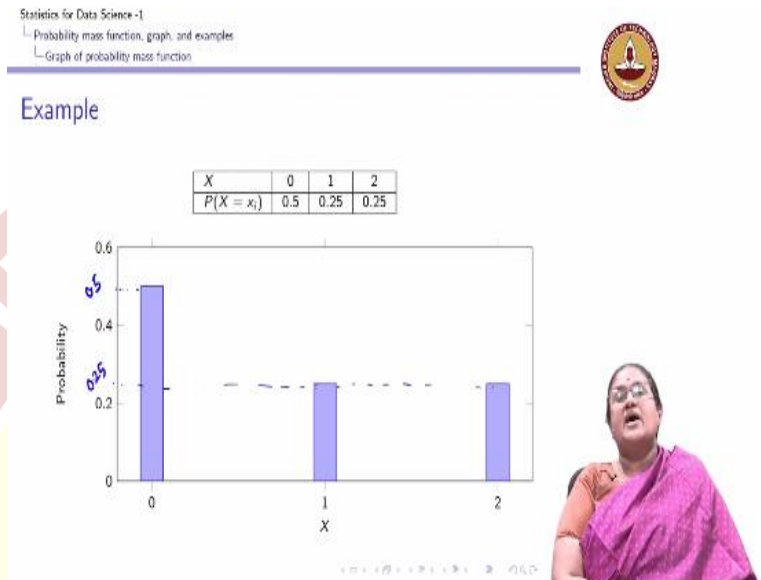 Statistics for Data Science -1
Probability mass function, graph, and examples
Graph of probability mass function
Example
X 0 1 2
P(X = xᵢ) 0.5 0.25 0.25
0.6
0.5
0.4
0.25
0.2
0
Probability
0 1 2
X